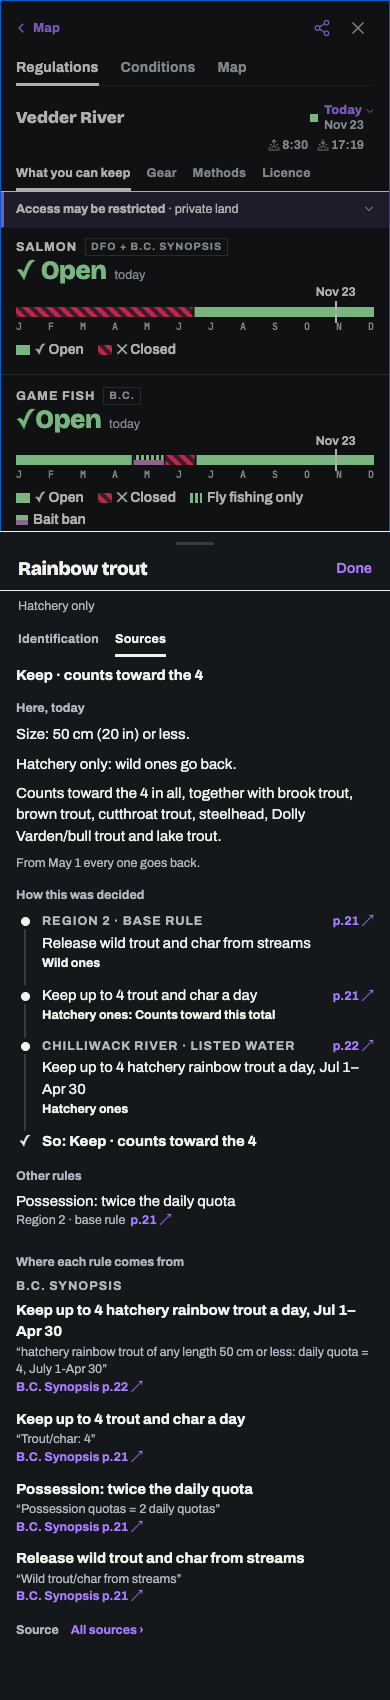 Map
Regulations Conditions Map
Vedder River
Today
Nov 23
8:30 17:19
What you can keep Gear Methods Licence
Access may be restricted · private land
SALMON DFO + B.C. SYNOPSIS
✓ Open today
Nov 23
J F M A M J J A S O N D
✓ Open ✕ Closed
GAME FISH B.C.
✓ Open today
Nov 23
J F M A M J J A S O N D
✓ Open ✕ Closed Fly fishing only
Bait ban
Rainbow trout Done
Hatchery only
Identification Sources
Keep · counts toward the 4
Here, today
Size: 50 cm (20 in) or less.
Hatchery only: wild ones go back.
Counts toward the 4 in all, together with brook trout,
brown trout, cutthroat trout, steelhead, Dolly
Varden/bull trout and lake trout.
From May 1 every one goes back.
How this was decided
REGION 2 · BASE RULE p.21 ↗
Release wild trout and char from streams
Wild ones
Keep up to 4 trout and char a day p.21 ↗
Hatchery ones: Counts toward this total
CHILLIWACK RIVER · LISTED WATER p.22 ↗
Keep up to 4 hatchery rainbow trout a day, Jul 1–
Apr 30
Hatchery ones
✓ So: Keep · counts toward the 4
Other rules
Possession: twice the daily quota
Region 2 · base rule p.21 ↗
Where each rule comes from
B.C. SYNOPSIS
Keep up to 4 hatchery rainbow trout a day, Jul 1–
Apr 30
“hatchery rainbow trout of any length 50 cm or less: daily quota =
4, July 1-Apr 30”
B.C. Synopsis p.22 ↗
Keep up to 4 trout and char a day
“Trout/char: 4”
B.C. Synopsis p.21 ↗
Possession: twice the daily quota
“Possession quotas = 2 daily quotas”
B.C. Synopsis p.21 ↗
Release wild trout and char from streams
“Wild trout/char from streams”
B.C. Synopsis p.21 ↗
Source All sources ›